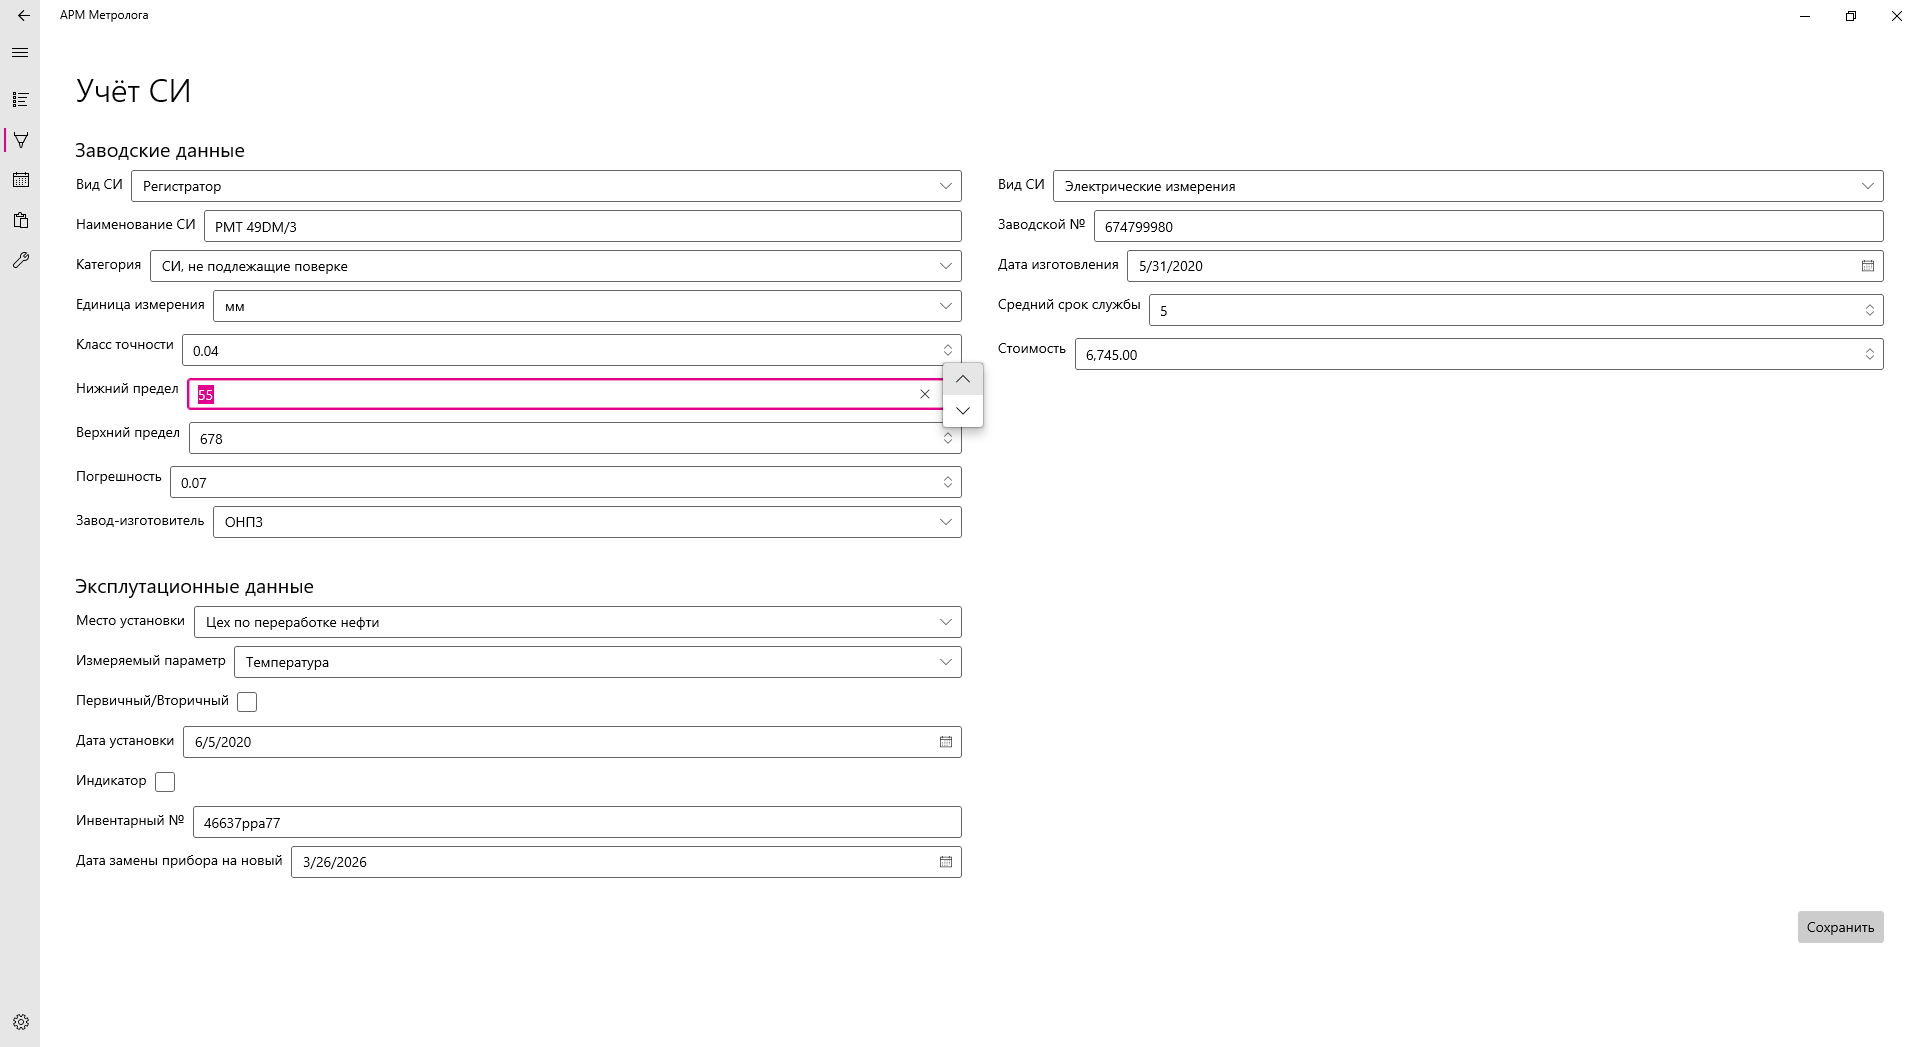 АРМ Метролога
Учёт СИ
Заводские данные
Вид СИ Регистратор
Наименование СИ РМТ 49DM/3
Категория СИ, не подлежащие поверке
Единица измерения мм
Класс точности 0.04
Нижний предел 55
Верхний предел 678
Погрешность 0.07
Завод-изготовитель ОНПЗ
Вид СИ Электрические измерения
Заводской № 674799980
Дата изготовления 5/31/2020
Средний срок службы 5
Стоимость 6,745.00
Эксплутационные данные
Место установки Цех по переработке нефти
Измеряемый параметр Температура
Первичный/Вторичный
Дата установки 6/5/2020
Индикатор
Инвентарный № 46637ppa77
Дата замены прибора на новый 3/26/2026
Сохранить